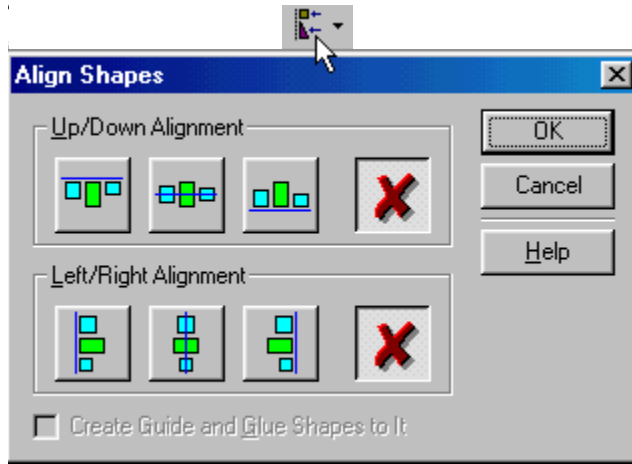 Align Shapes
Up/Down Alignment
OK
Cancel
Help
Left/Right Alignment
Create Guide and Glue Shapes to It